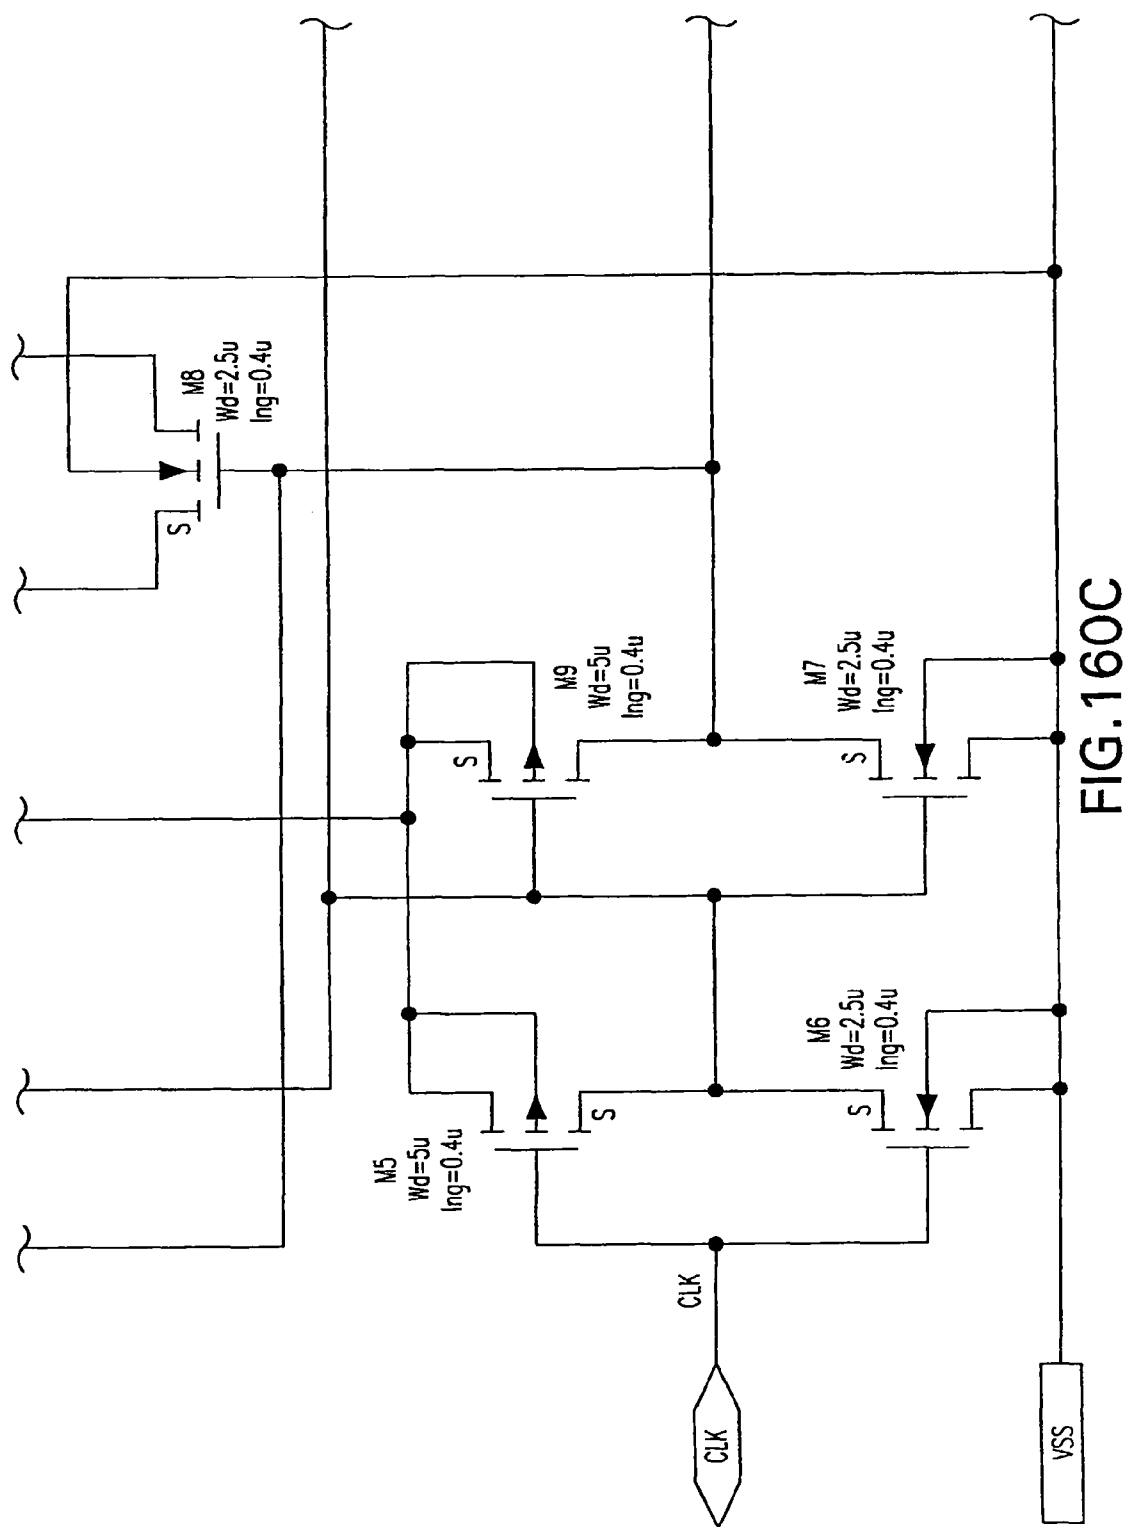 M8
Wd=2.5u
lng=0.4u
S
M9
Wd=5u
lng=0.4u
S
M7
Wd=2.5u
lng=0.4u
S
M5
Wd=5u
lng=0.4u
S
M6
Wd=2.5u
lng=0.4u
S
CLK
CLK
VSS
FIG.160C